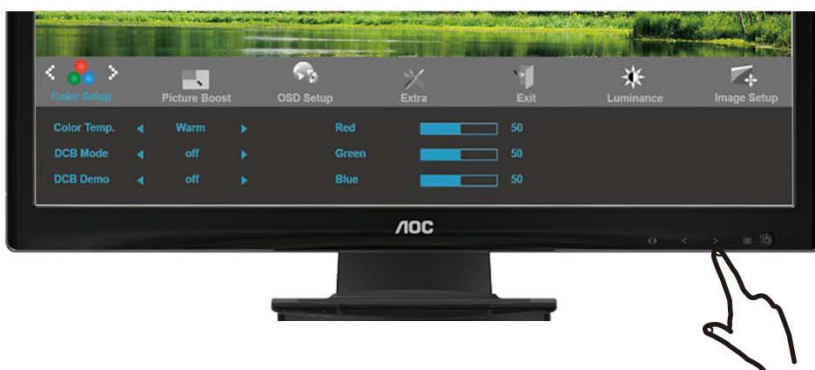 Color Setup Picture Boost OSD Setup Extra Exit Luminance Image Setup
Color Temp. Warm Red 50
DCB Mode off Green 50
DCB Demo off Blue 50
AOC